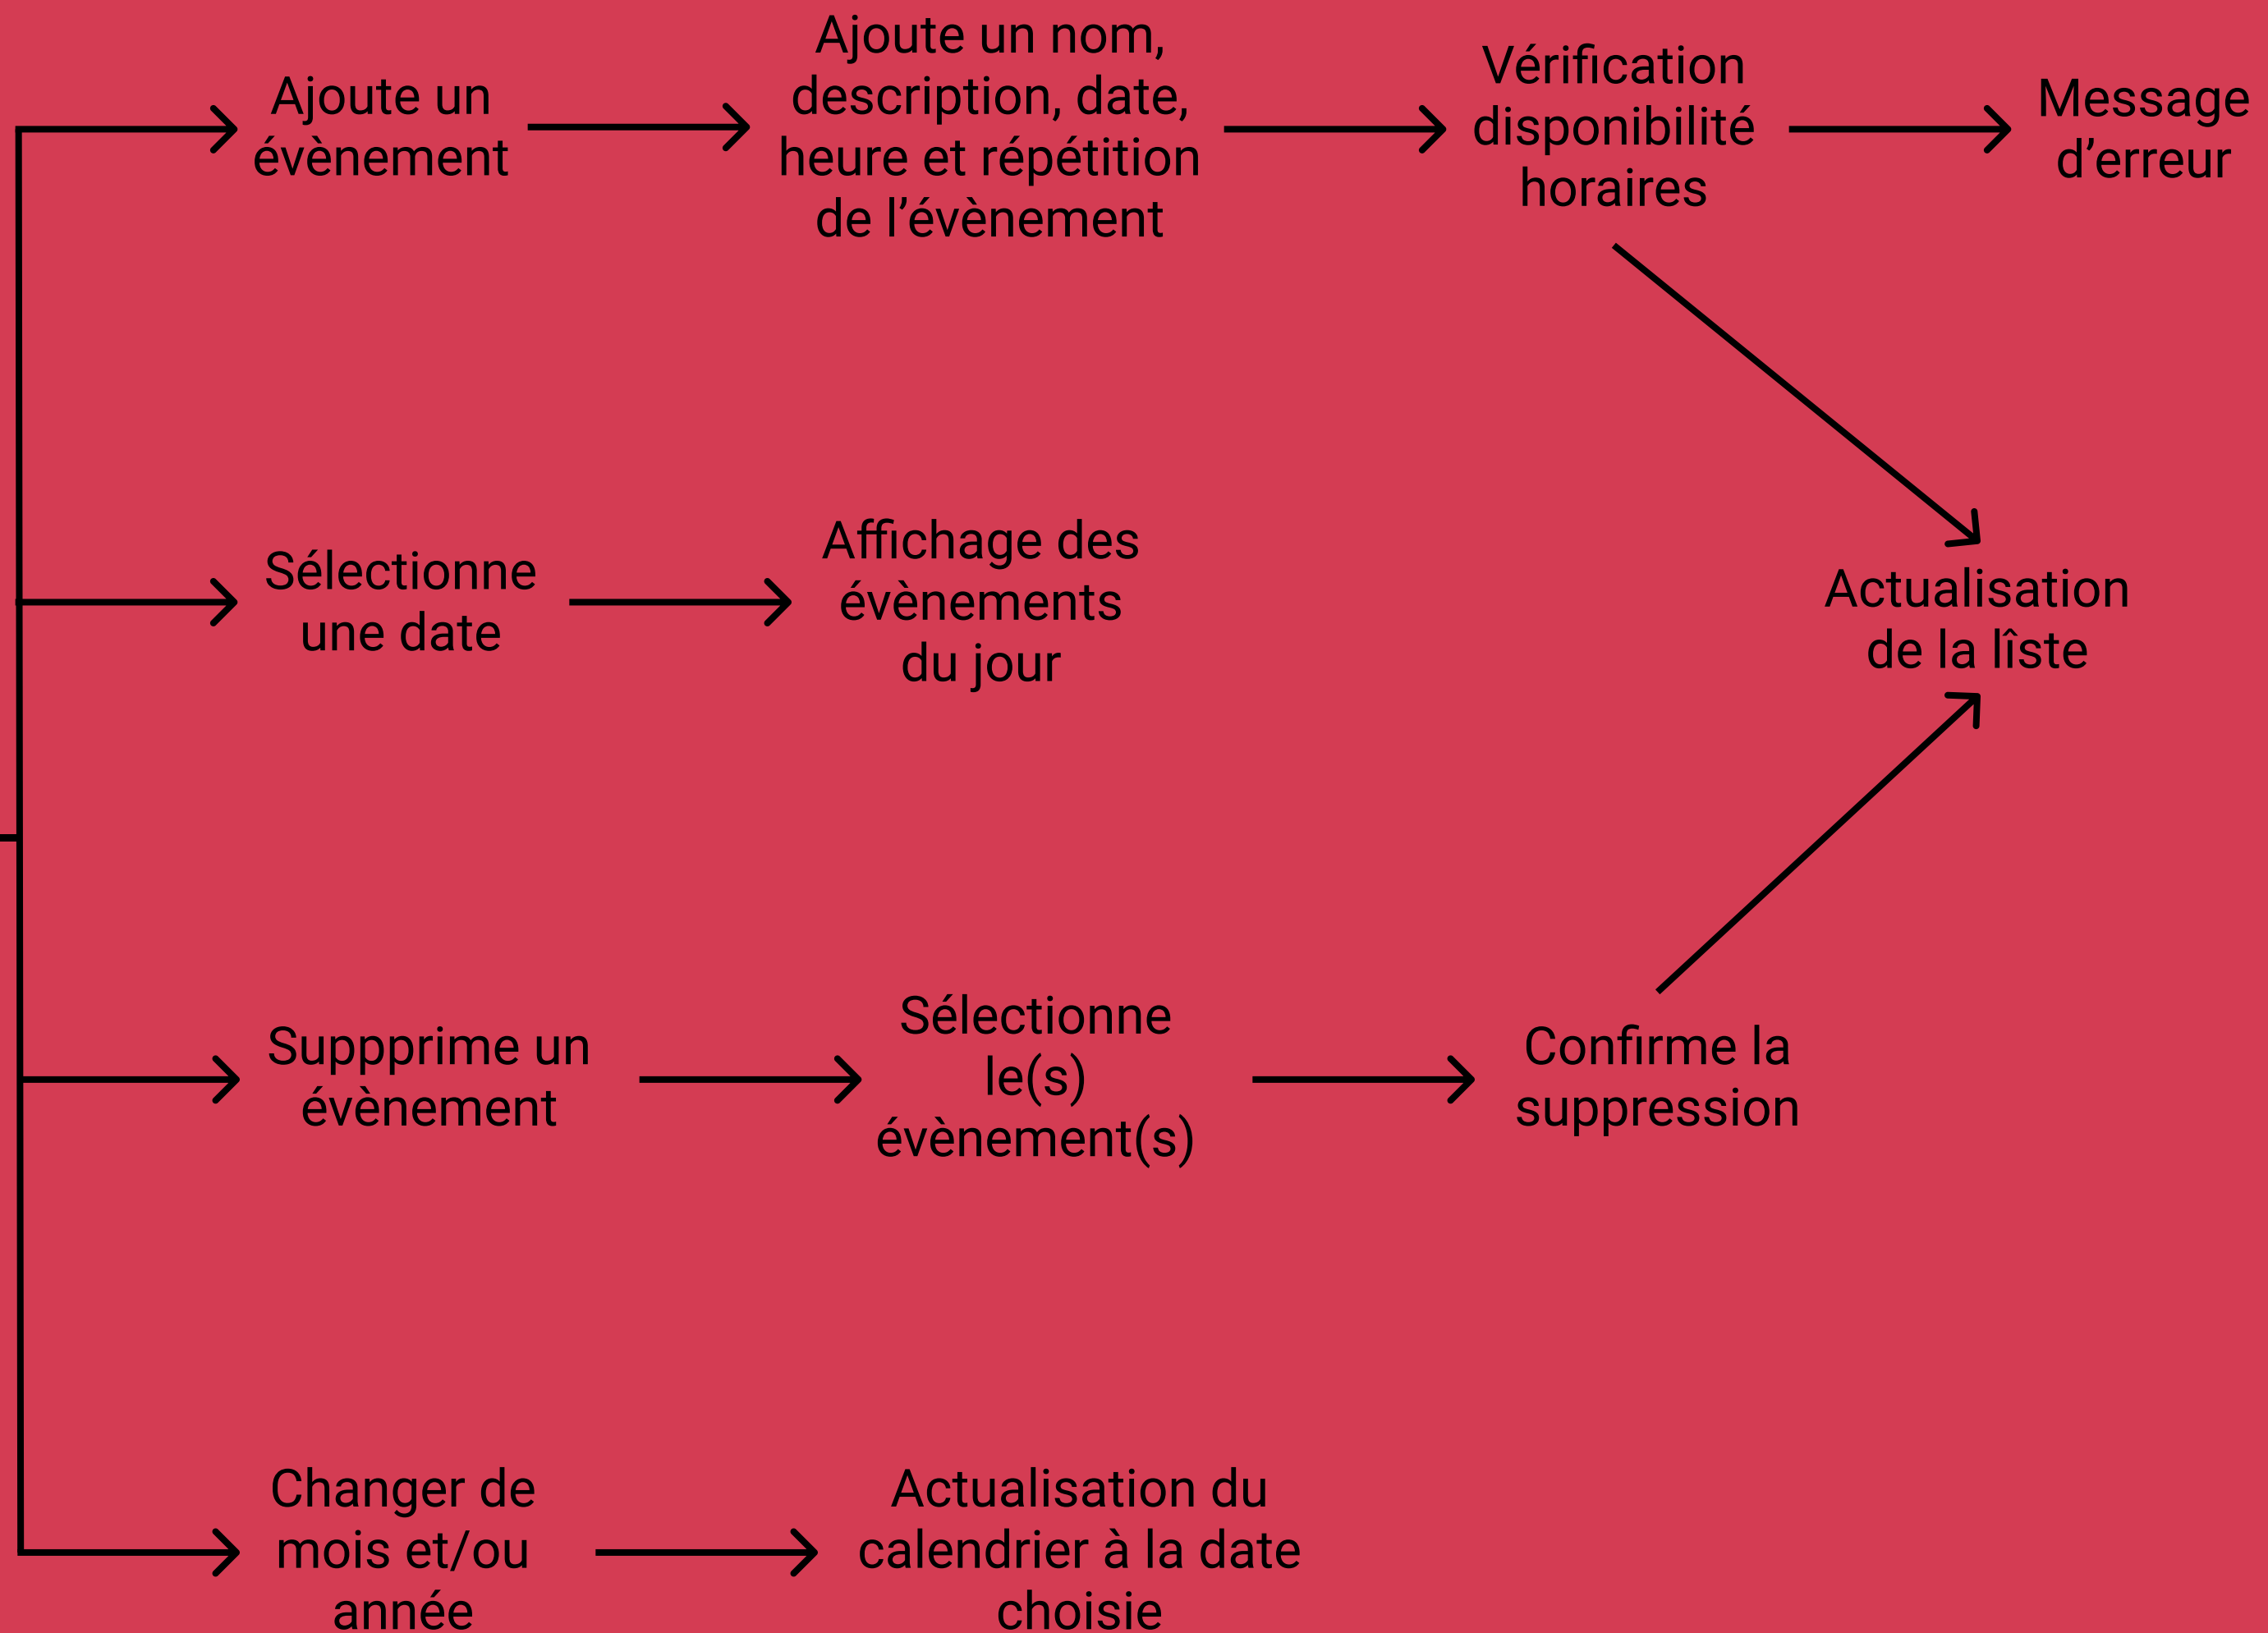 Ajoute un
évènement
Ajoute un nom,
description, date,
heure et répétition
de l’évènement
Vérification
disponibilité
horaires
Message
d’erreur
Sélectionne
une date
Affichage des
évènements
du jour
Actualisation
de la lîste
Suppprime un
évènement
Sélectionne
le(s)
évènement(s)
Confirme la
suppression
Changer de
mois et/ou
année
Actualisation du
calendrier à la date
choisie